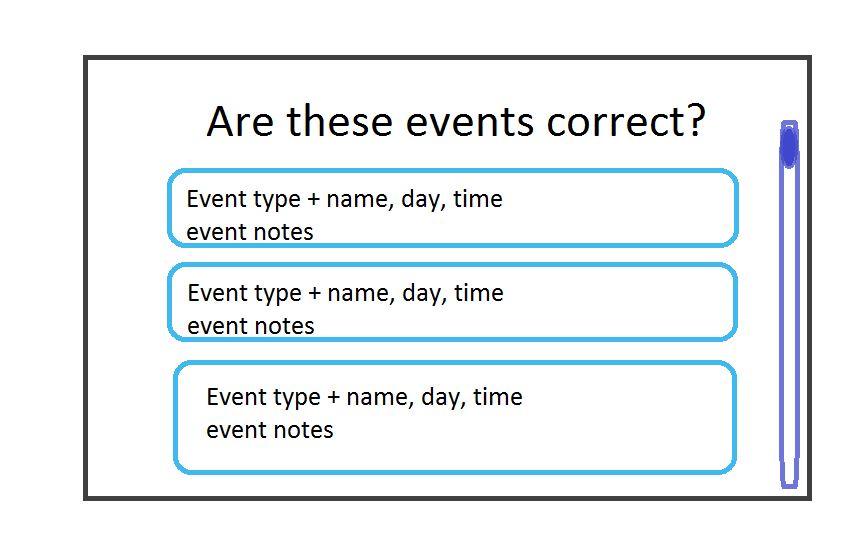 Are these events correct?
Event type + name, day, time
event notes
Event type + name, day, time
event notes
Event type + name, day, time
event notes